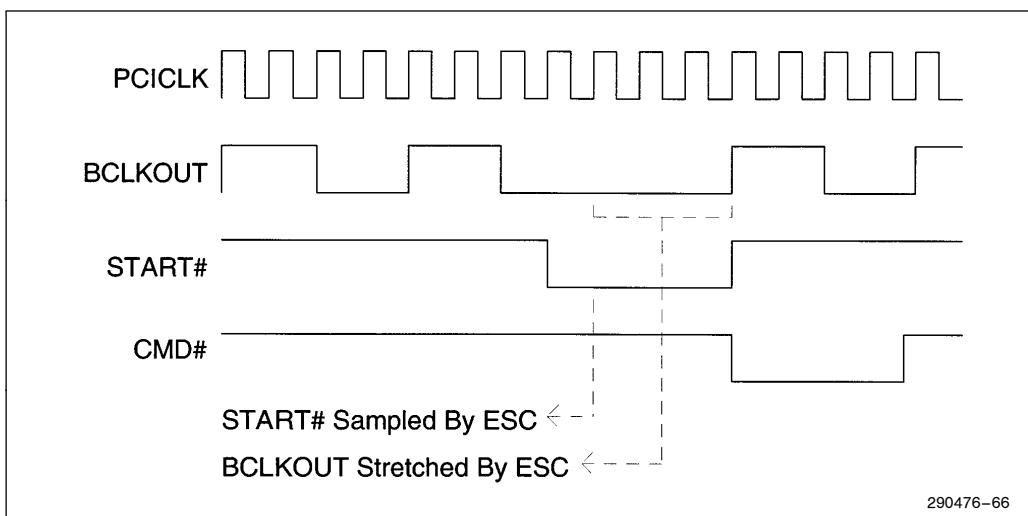 PCICLK
BCLKOUT
START#
CMD#
START# Sampled By ESC
BCLKOUT Stretched By ESC
290476–66